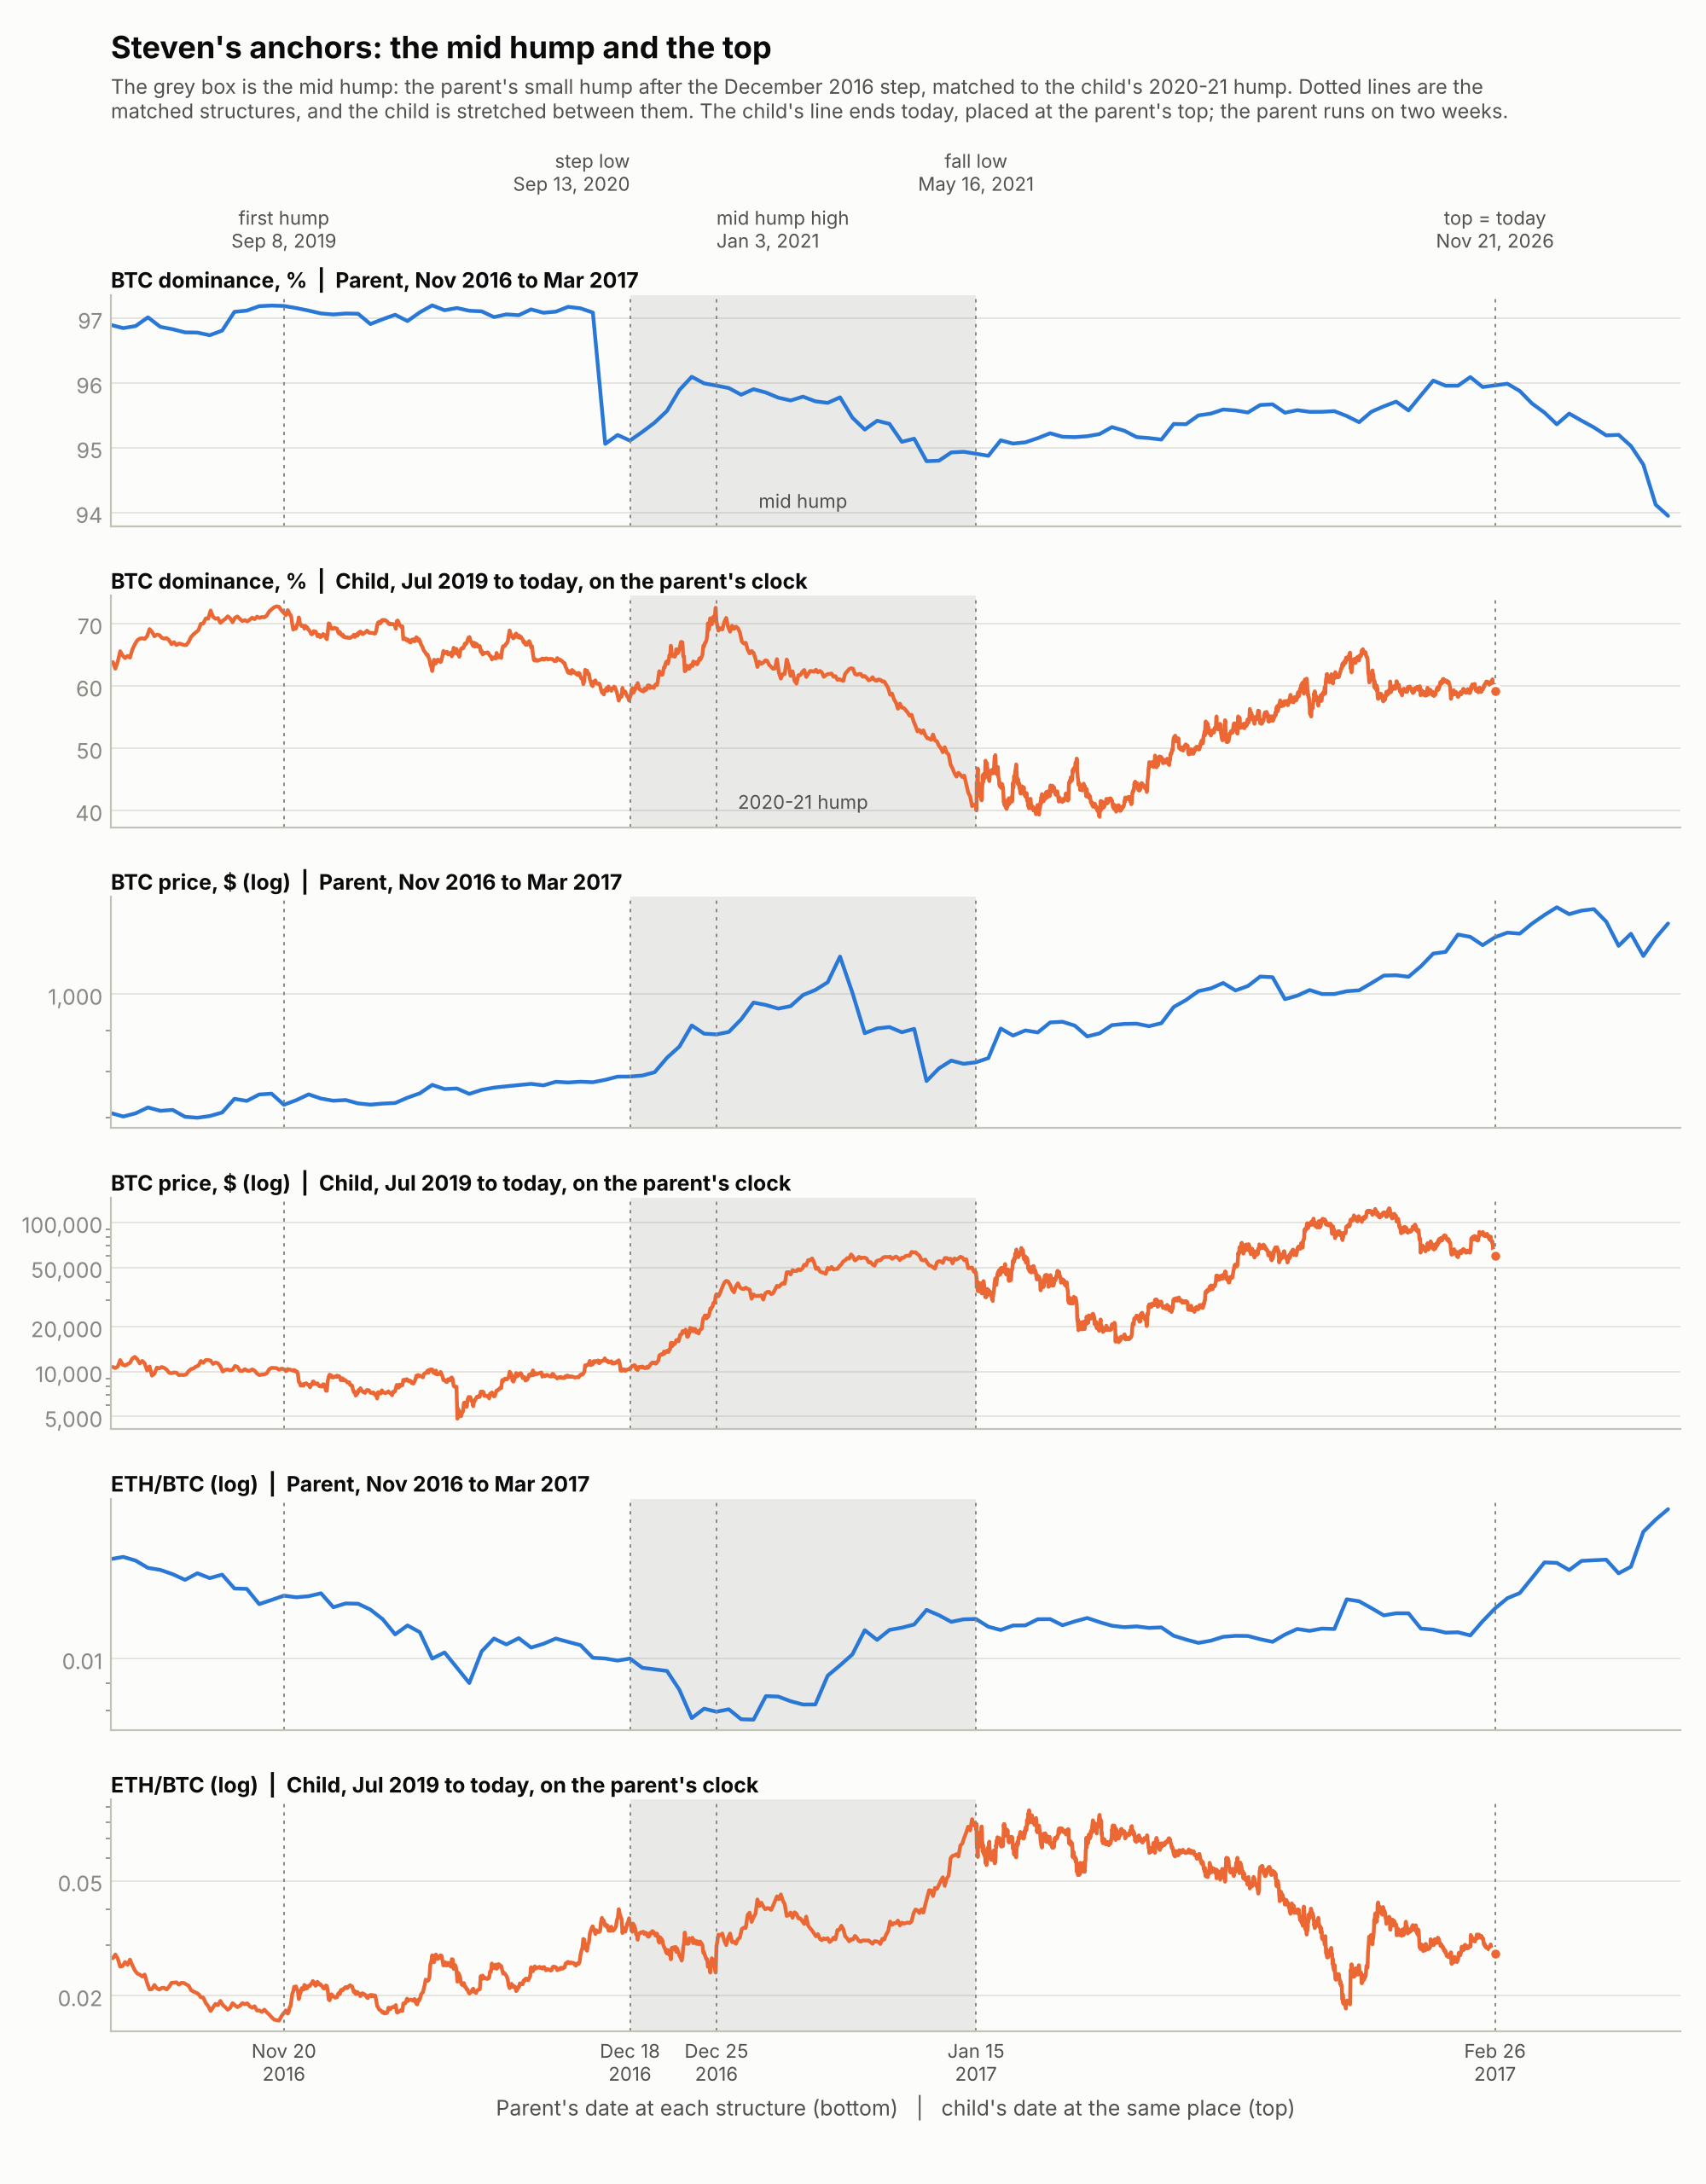 Steven's anchors: the mid hump and the top
The grey box is the mid hump: the parent's small hump after the December 2016 step, matched to the child's 2020-21 hump. Dotted lines are the
matched structures, and the child is stretched between them. The child's line ends today, placed at the parent's top; the parent runs on two weeks.
step low
Sep 13, 2020
fall low
May 16, 2021
first hump
Sep 8, 2019
mid hump high
Jan 3, 2021
top = today
Nov 21, 2026
BTC dominance, % | Parent, Nov 2016 to Mar 2017
97
96
95
94
mid hump
BTC dominance, % | Child, Jul 2019 to today, on the parent's clock
70
60
50
40
2020-21 hump
BTC price, $ (log) | Parent, Nov 2016 to Mar 2017
1,000
BTC price, $ (log) | Child, Jul 2019 to today, on the parent's clock
100,000
50,000
20,000
10,000
5,000
ETH/BTC (log) | Parent, Nov 2016 to Mar 2017
0.01
ETH/BTC (log) | Child, Jul 2019 to today, on the parent's clock
0.05
0.02
Nov 20
2016
Dec 18
2016
Dec 25
2016
Jan 15
2017
Feb 26
2017
Parent's date at each structure (bottom) | child's date at the same place (top)